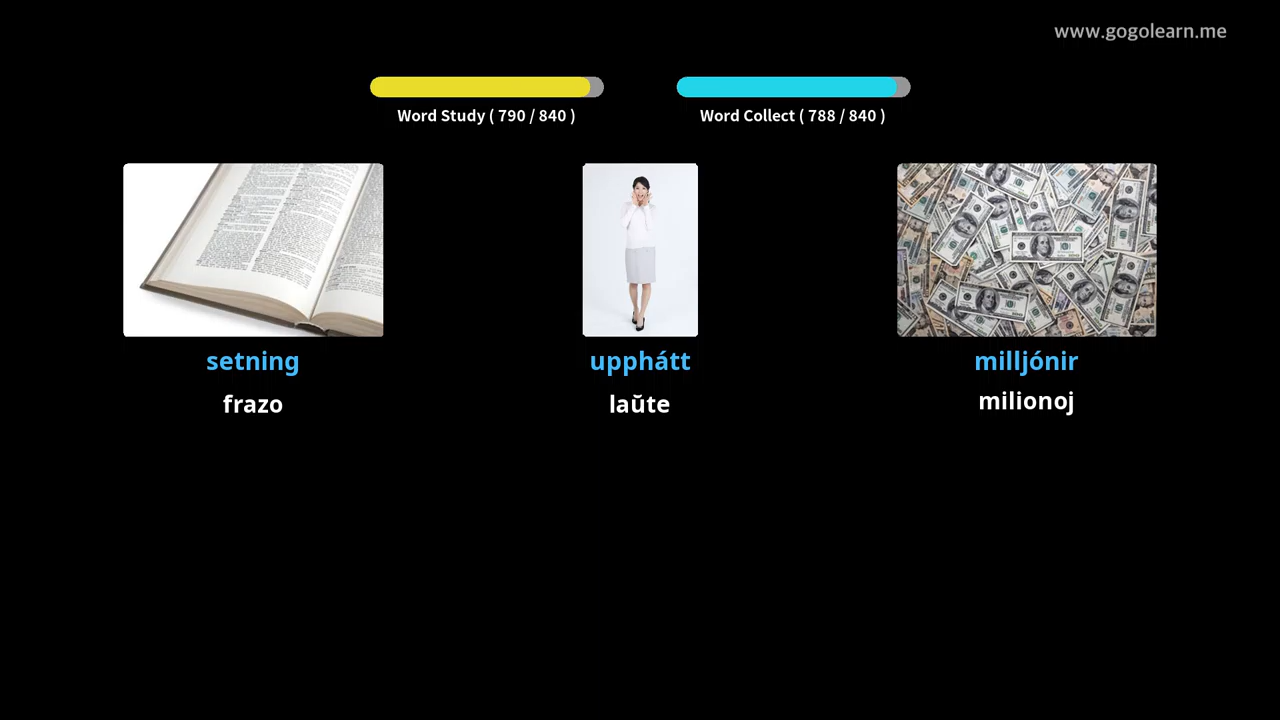 www.gogolearn.me
Word Study ( 790 / 840 )
Word Collect ( 788 / 840 )
setning
upphátt
milljónir
frazo
laŭte
milionoj